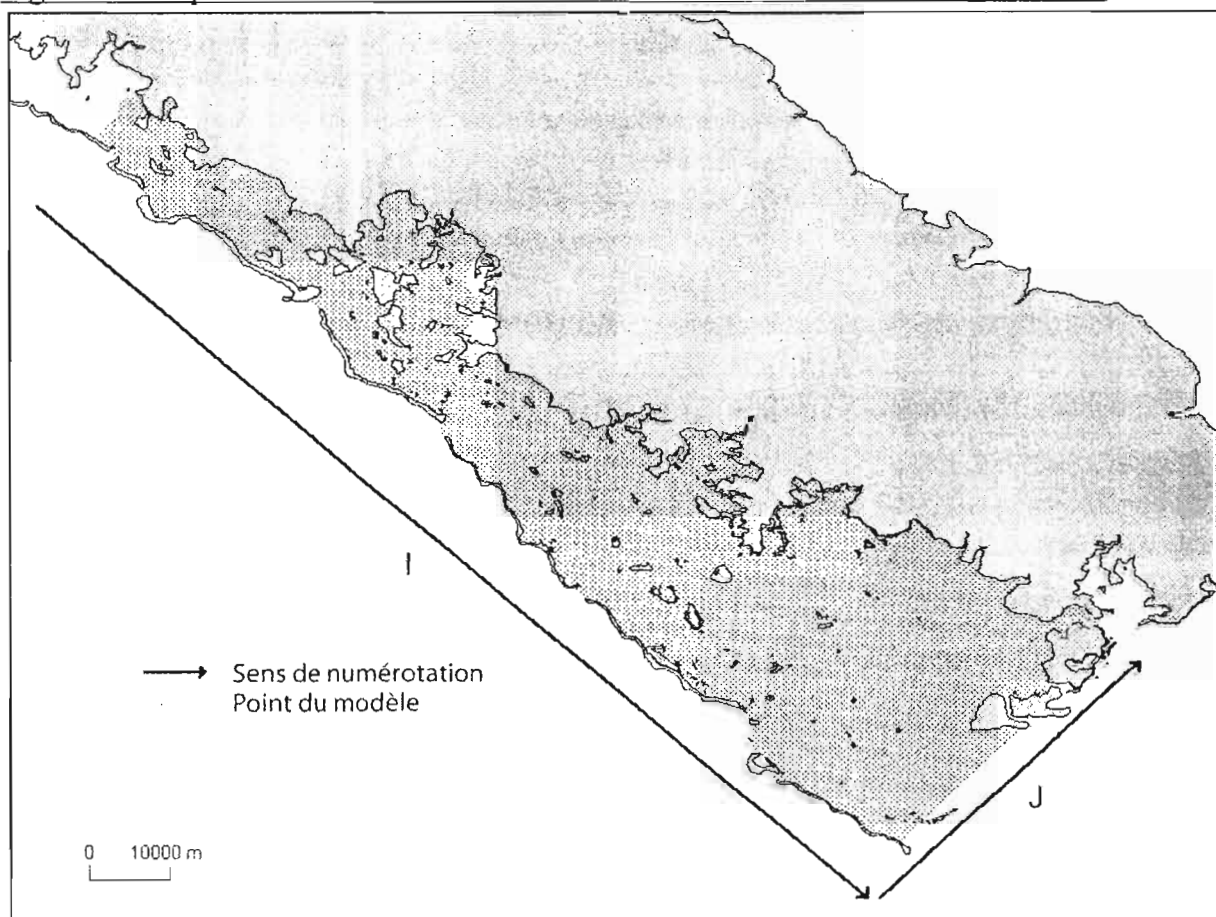 I
Sens de numérotation
Point du modèle
J
0 10000 m